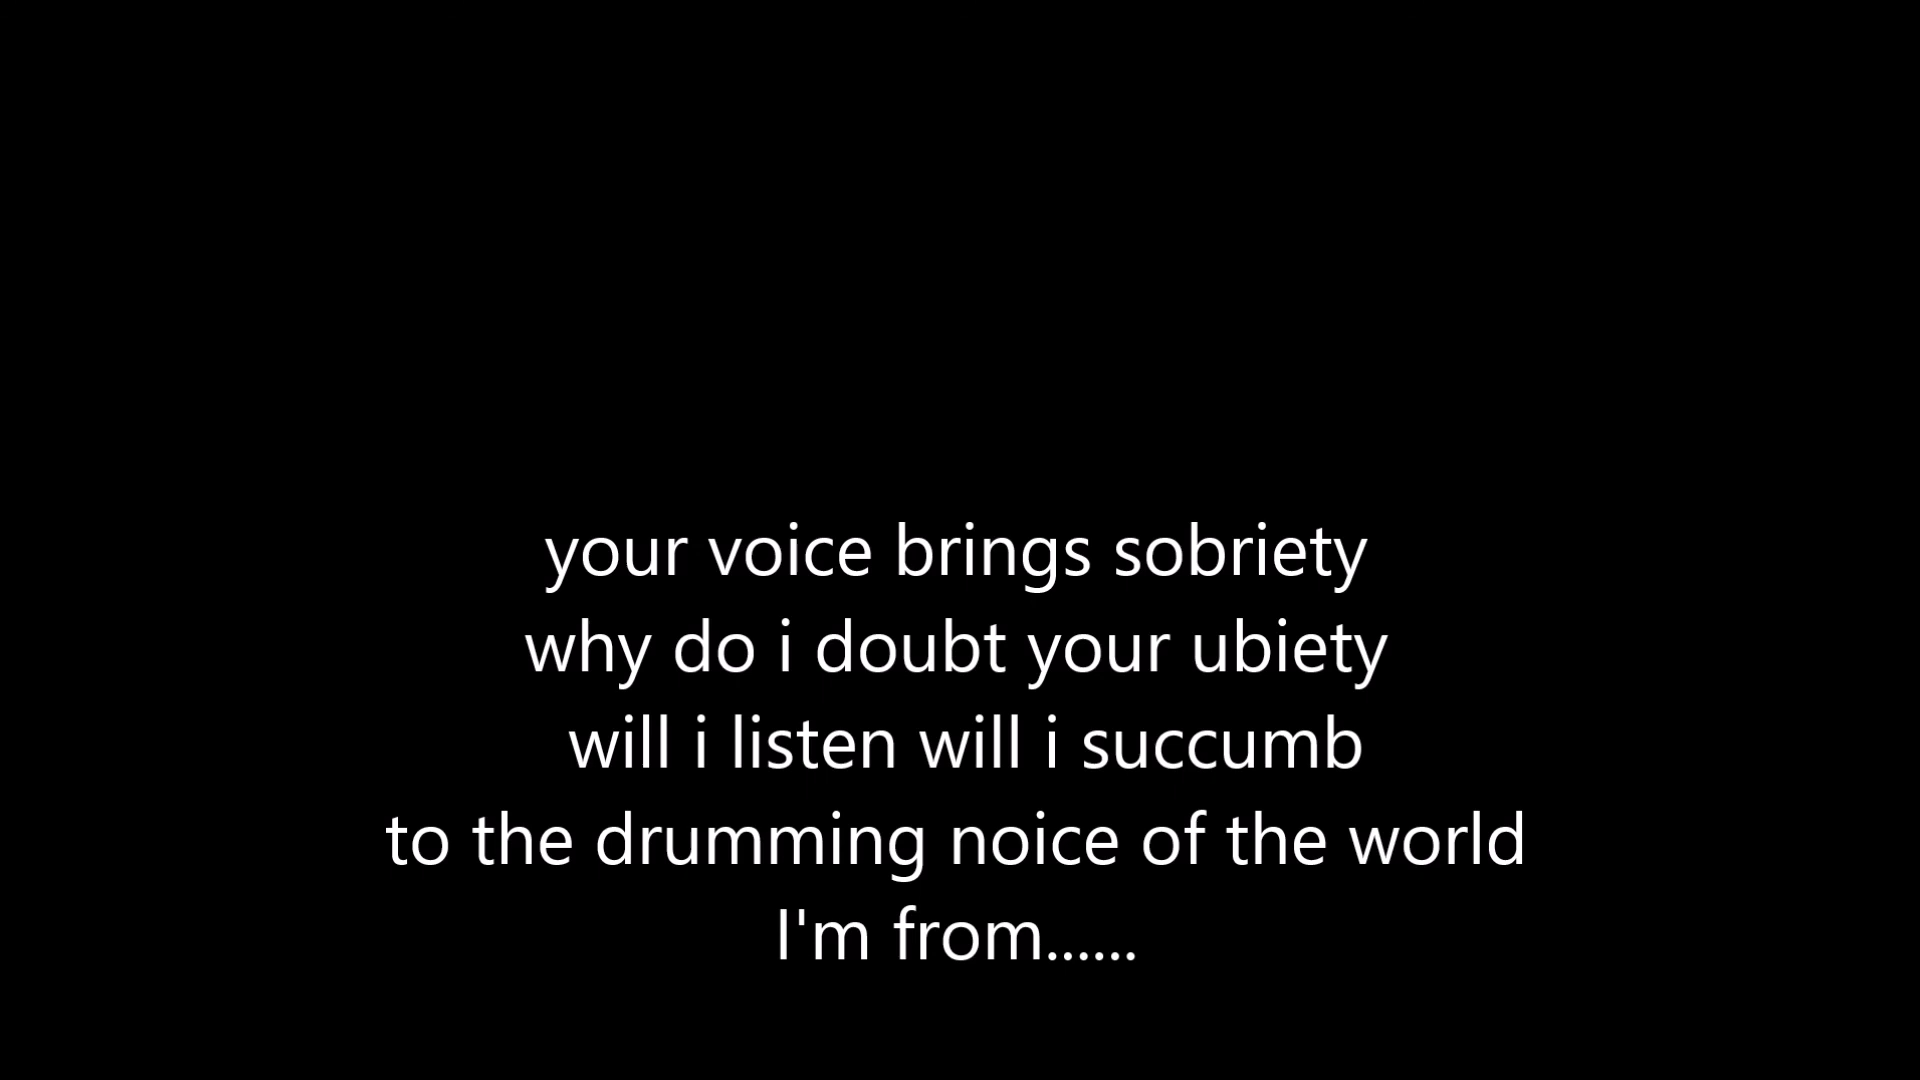 your voice brings sobriety
why do i doubt your ubiety
will i listen will i succumb
to the drumming noice of the world
I'm from......